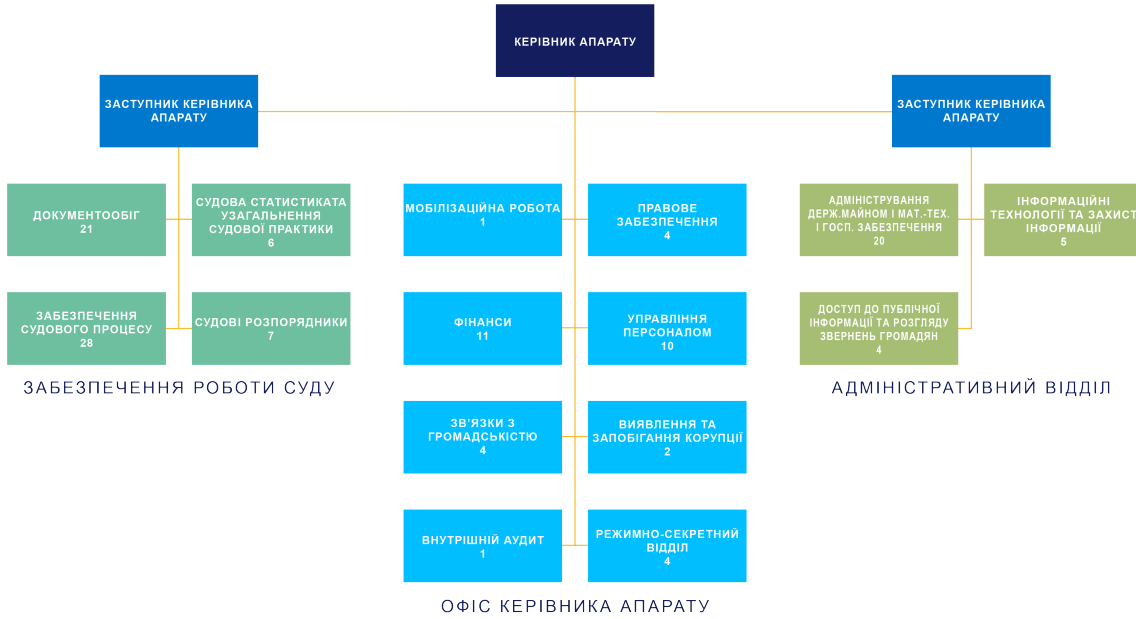 КЕРІВНИК АПАРАТУ
ЗАСТУПНИК КЕРІВНИКА
АПАРАТУ
ЗАСТУПНИК КЕРІВНИКА
АПАРАТУ
ДОКУМЕНТООБІГ
21
СУДОВА СТАТИСТИКАТА
УЗАГАЛЬНЕННЯ
СУДОВОЇ ПРАКТИКИ
6
ЗАБЕЗПЕЧЕННЯ
СУДОВОГО ПРОЦЕСУ
28
СУДОВІ РОЗПОРЯДНИКИ
7
ЗАБЕЗПЕЧЕННЯ РОБОТИ СУДУ
МОБІЛІЗАЦІЙНА РОБОТА
1
ПРАВОВЕ
ЗАБЕЗПЕЧЕННЯ
4
ФІНАНСИ
11
УПРАВЛІННЯ
ПЕРСОНАЛОМ
10
ЗВ'ЯЗКИ З
ГРОМАДСЬКІСТЮ
4
ВИЯВЛЕННЯ ТА
ЗАПОБІГАННЯ КОРУПЦІЇ
2
ВНУТРІШНІЙ АУДИТ
1
РЕЖИМНО-СЕКРЕТНИЙ
ВІДДІЛ
4
ОФІС КЕРІВНИКА АПАРАТУ
АДМІНІСТРУВАННЯ
ДЕРЖ.МАЙНОМ І МАТ.-ТЕХ.
І ГОСП. ЗАБЕЗПЕЧЕННЯ
20
ІНФОРМАЦІЙНІ
ТЕХНОЛОГІЇ ТА ЗАХИСТ
ІНФОРМАЦІЇ
5
ДОСТУП ДО ПУБЛІЧНОЇ
ІНФОРМАЦІЇ ТА РОЗГЛЯДУ
ЗВЕРНЕНЬ ГРОМАДЯН
4
АДМІНІСТРАТИВНИЙ ВІДДІЛ